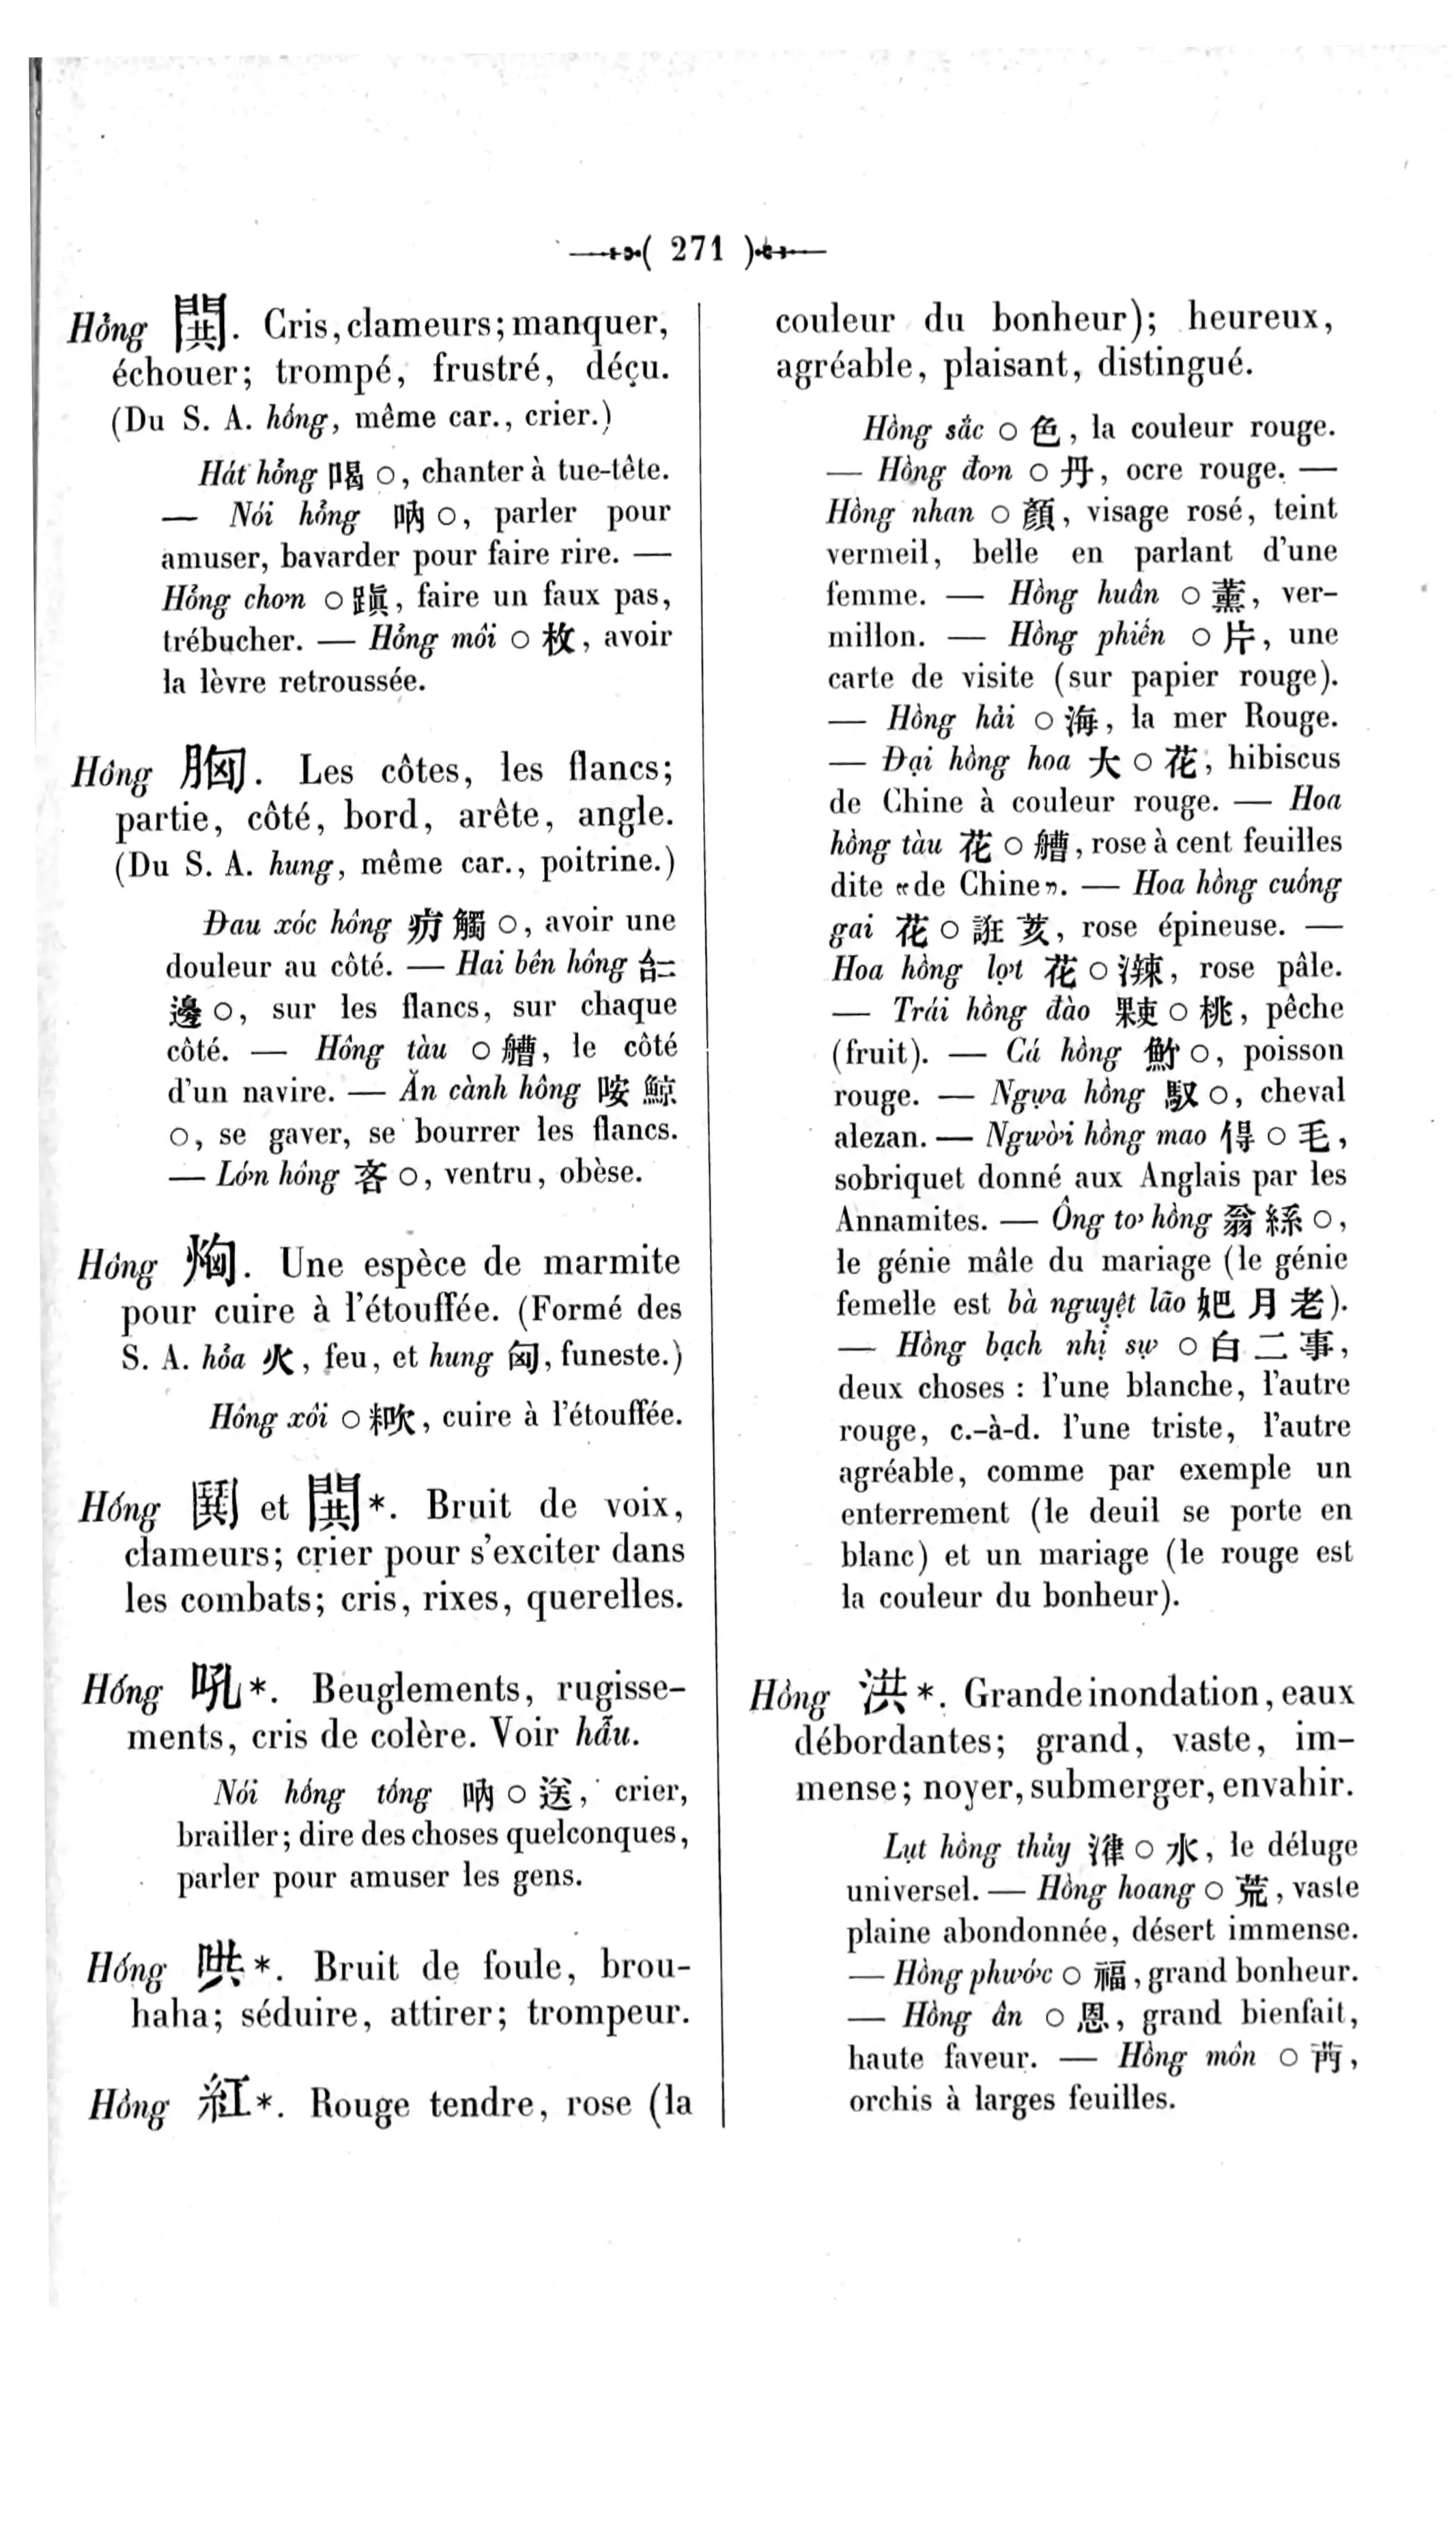 ( 271 )
Hỏng 閧. Cris, clameurs; manquer,
échouer; trompé, frustré, déçu.
(Du S. A. hống, même car., crier.)
Hát hỏng 喝 ○, chanter à tue-tête.
— Nói hỏng 吶 ○, parler pour
amuser, bavarder pour faire rire. —
Hỏng chơn ○ 蹎, faire un faux pas,
trébucher. — Hỏng môi ○ 枚, avoir
la lèvre retroussée.
Hông 胸. Les côtes, les flancs;
partie, côté, bord, arête, angle.
(Du S. A. hung, même car., poitrine.)
Đau xóc hông 疠 觸 ○, avoir une
douleur au côté. — Hai bên hông 𠄩
邊 ○, sur les flancs, sur chaque
côté. — Hông tàu ○ 艚, le côté
d'un navire. — Ăn cành hông 咹 鯨
○, se gaver, se bourrer les flancs.
— Lớn hông 吝 ○, ventru, obèse.
Hông 烱. Une espèce de marmite
pour cuire à l'étouffée. (Formé des
S. A. hỏa 火, feu, et hung 匈, funeste.)
Hông xôi ○ 𥺹, cuire à l'étouffée.
Hống 鬨 et 閧 *. Bruit de voix,
clameurs; crier pour s'exciter dans
les combats; cris, rixes, querelles.
Hống 吼 *. Beuglements, rugisse-
ments, cris de colère. Voir hẩu.
Nói hống tống 吶 ○ 送, crier,
brailler; dire des choses quelconques,
parler pour amuser les gens.
Hống 哄 *. Bruit de foule, brou-
haha; séduire, attirer; trompeur.
Hồng 紅 *. Rouge tendre, rose (la
couleur du bonheur); heureux,
agréable, plaisant, distingué.
Hồng sắc ○ 色, la couleur rouge.
— Hồng đơn ○ 丹, ocre rouge. —
Hồng nhan ○ 顏, visage rosé, teint
vermeil, belle en parlant d'une
femme. — Hồng huân ○ 薰, ver-
millon. — Hồng phiến ○ 片, une
carte de visite (sur papier rouge).
— Hồng hải ○ 海, la mer Rouge.
— Đại hồng hoa 大 ○ 花, hibiscus
de Chine à couleur rouge. — Hoa
hồng tàu 花 ○ 艚, rose à cent feuilles
dite «de Chine». — Hoa hồng cuống
gai 花 ○ 誑 荄, rose épineuse. —
Hoa hồng lợt 花 ○ 𤁕, rose pâle.
— Trái hồng đào 𣛤 ○ 桃, pêche
(fruit). — Cá hồng 𩵜 ○, poisson
rouge. — Ngựa hồng 馭 ○, cheval
alezan. — Người hồng mao 㝵 ○ 毛,
sobriquet donné aux Anglais par les
Annamites. — Ông tơ hồng 翁 絲 ○,
le génie mâle du mariage (le génie
femelle est bà nguyệt lão 妑 月 老).
— Hồng bạch nhị sự ○ 白 二 事,
deux choses : l'une blanche, l'autre
rouge, c.-à-d. l'une triste, l'autre
agréable, comme par exemple un
enterrement (le deuil se porte en
blanc) et un mariage (le rouge est
la couleur du bonheur).
Hồng 洪 *. Grande inondation, eaux
débordantes; grand, vaste, im-
mense; noyer, submerger, envahir.
Lụt hồng thủy 㴆 ○ 水, le déluge
universel. — Hồng hoang ○ 荒, vaste
plaine abondonnée, désert immense.
— Hồng phước ○ 福, grand bonheur.
— Hồng ân ○ 恩, grand bienfait,
haute faveur. — Hồng môn ○ 芮,
orchis à larges feuilles.